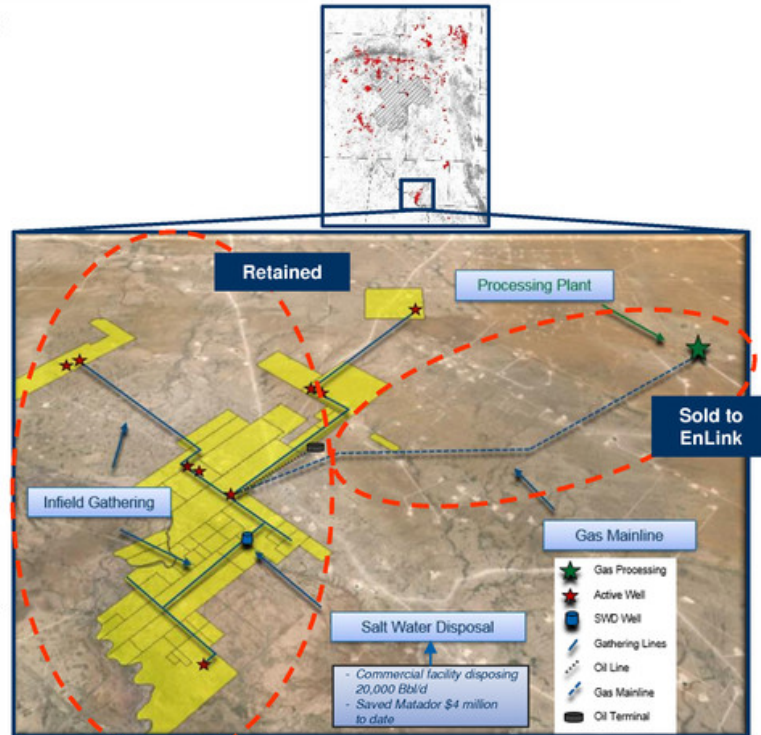 Retained
Processing Plant
Sold to
EnLink
Infield Gathering
Gas Mainline
Salt Water Disposal
- Commercial facility disposing
20,000 Bbl/d
- Saved Matador $4 million
to date
Gas Processing
Active Well
SWD Well
Gathering Lines
Oil Line
Gas Mainline
Oil Terminal